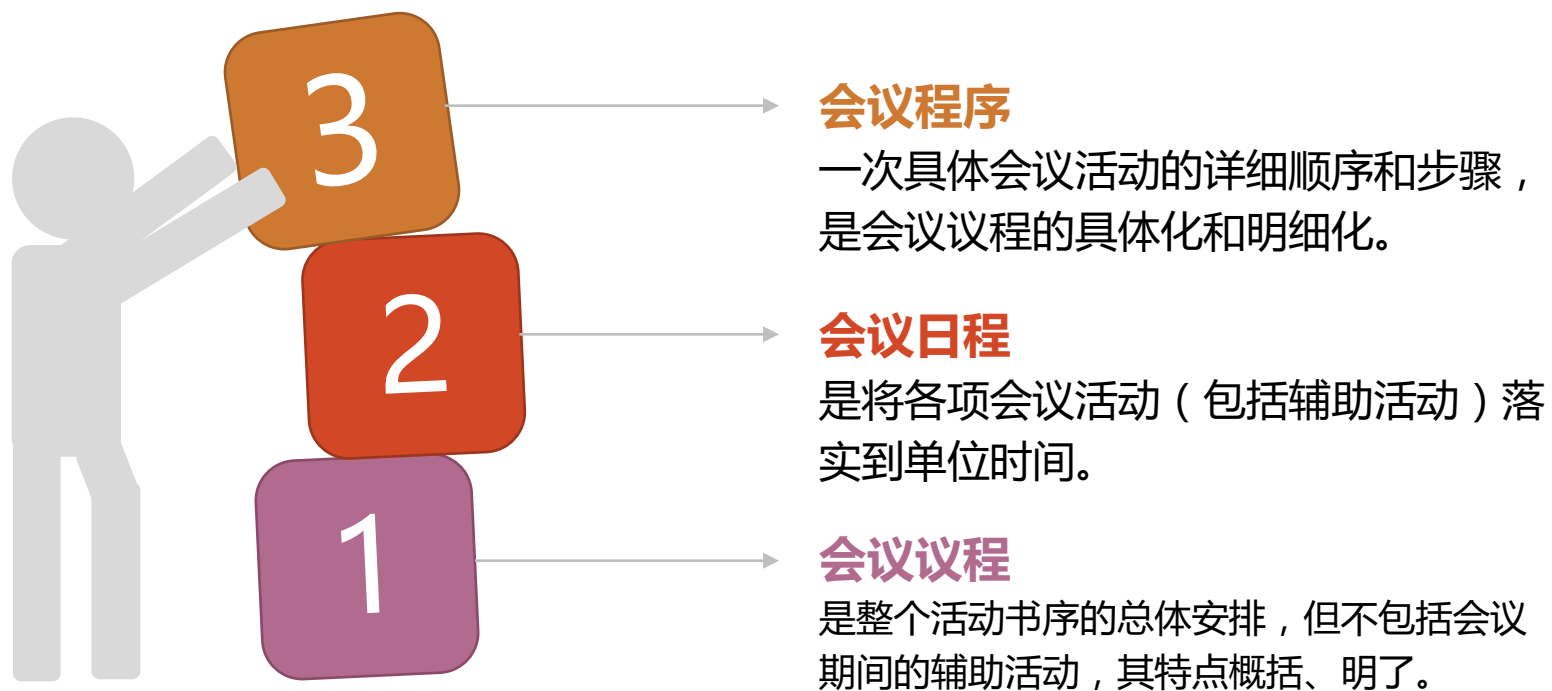 3
会议程序
一次具体会议活动的详细顺序和步骤，
是会议议程的具体化和明细化。
2
会议日程
是将各项会议活动（包括辅助活动）落
实到单位时间。
1
会议议程
是整个活动书序的总体安排，但不包括会议
期间的辅助活动，其特点概括、明了。